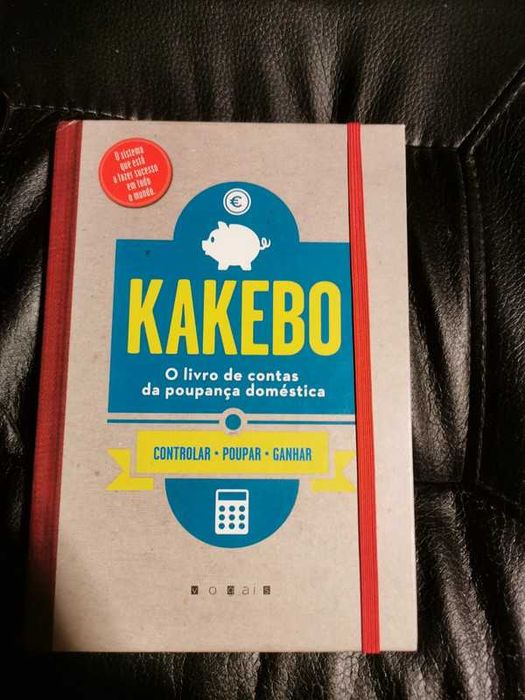 O sistema
que está
a fazer sucesso
em todo
o mundo
€
KAKEBO
O livro de contas
da poupança doméstica
CONTROLAR • POUPAR • GANHAR
vogais